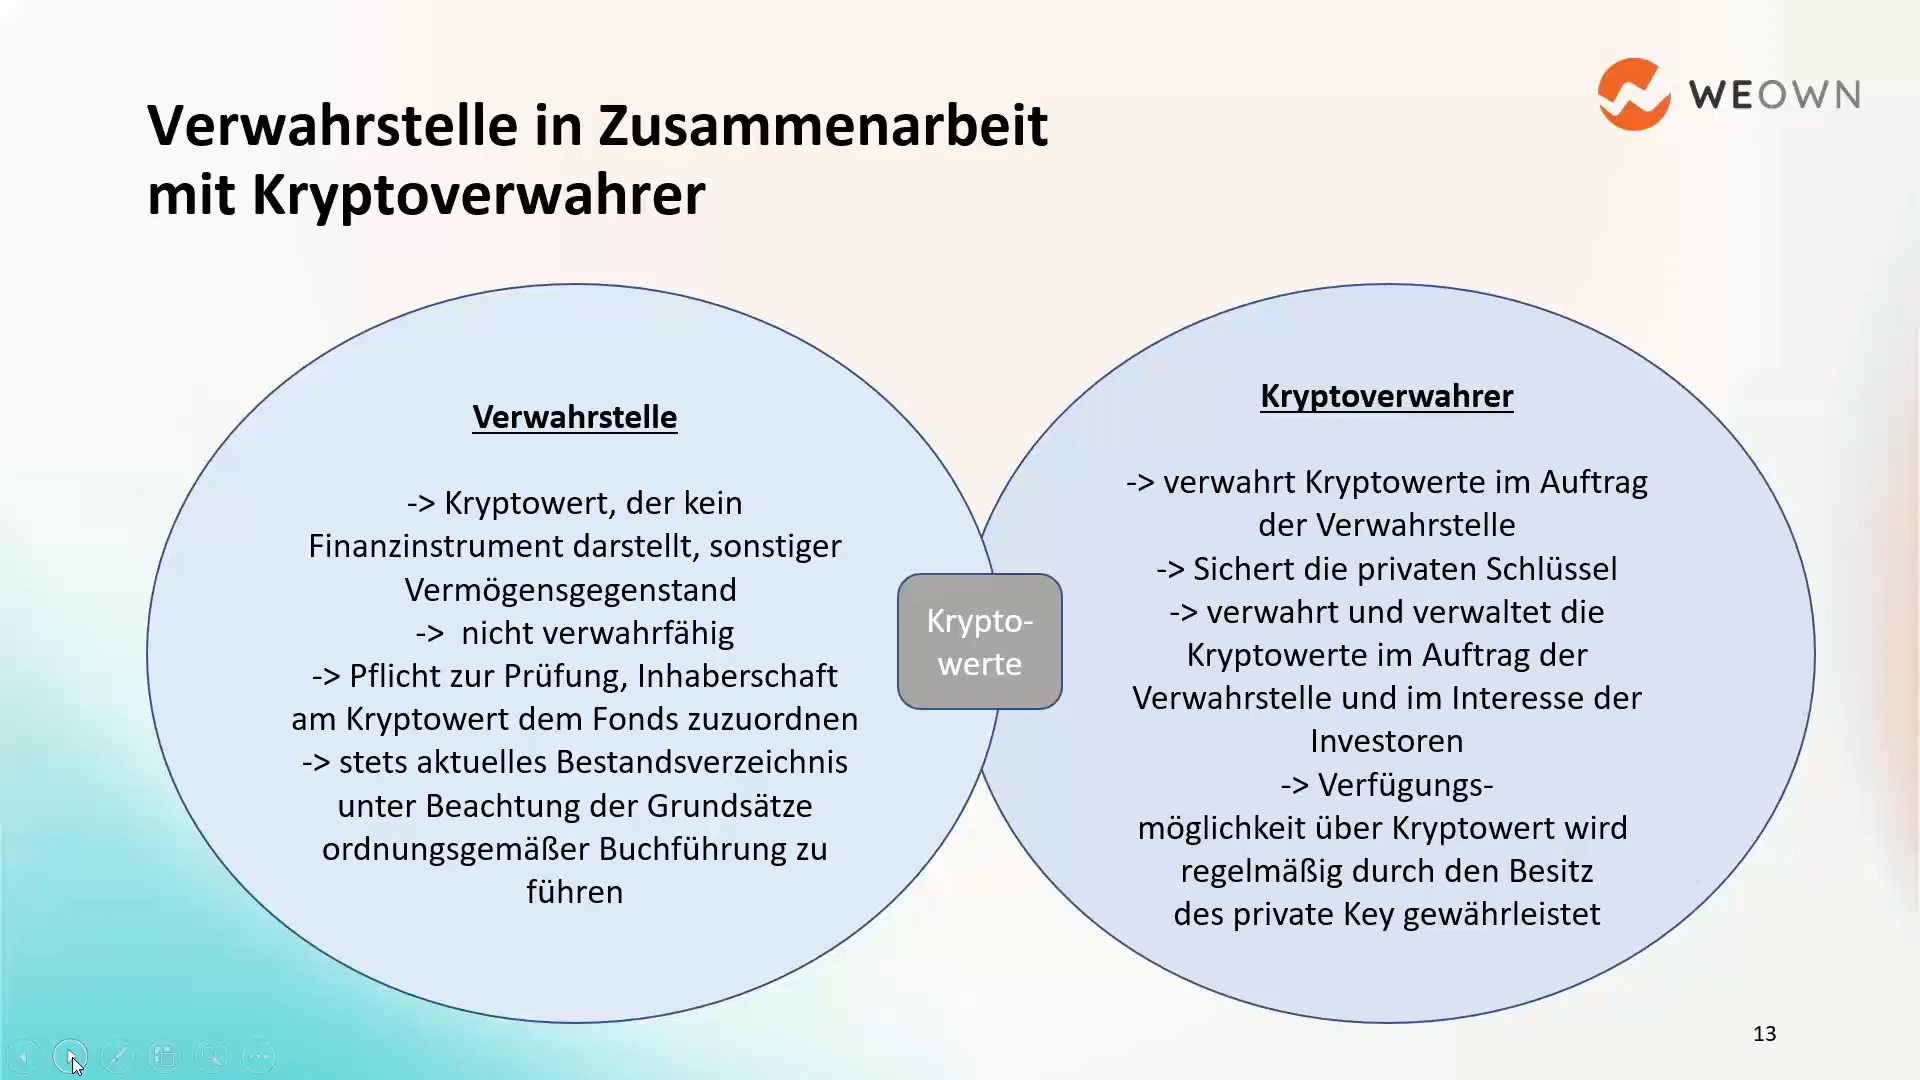 WEOWN
Verwahrstelle in Zusammenarbeit
mit Kryptoverwahrer
Verwahrstelle
-> Kryptowert, der kein
Finanzinstrument darstellt, sonstiger
Vermögensgegenstand
-> nicht verwahrfähig
-> Pflicht zur Prüfung, Inhaberschaft
am Kryptowert dem Fonds zuzuordnen
-> stets aktuelles Bestandsverzeichnis
unter Beachtung der Grundsätze
ordnungsgemäßer Buchführung zu
führen
Krypto-
werte
Kryptoverwahrer
-> verwahrt Kryptowerte im Auftrag
der Verwahrstelle
-> Sichert die privaten Schlüssel
-> verwahrt und verwaltet die
Kryptowerte im Auftrag der
Verwahrstelle und im Interesse der
Investoren
-> Verfügungs-
möglichkeit über Kryptowert wird
regelmäßig durch den Besitz
des private Key gewährleistet
13